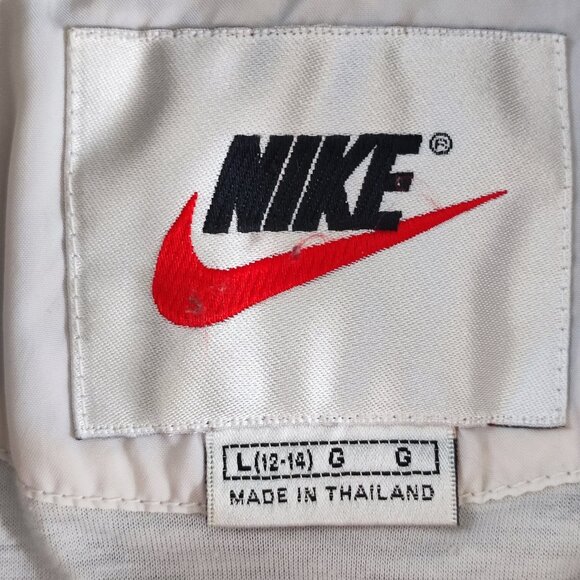 NIKE®
L(12-14) G G
MADE IN THAILAND